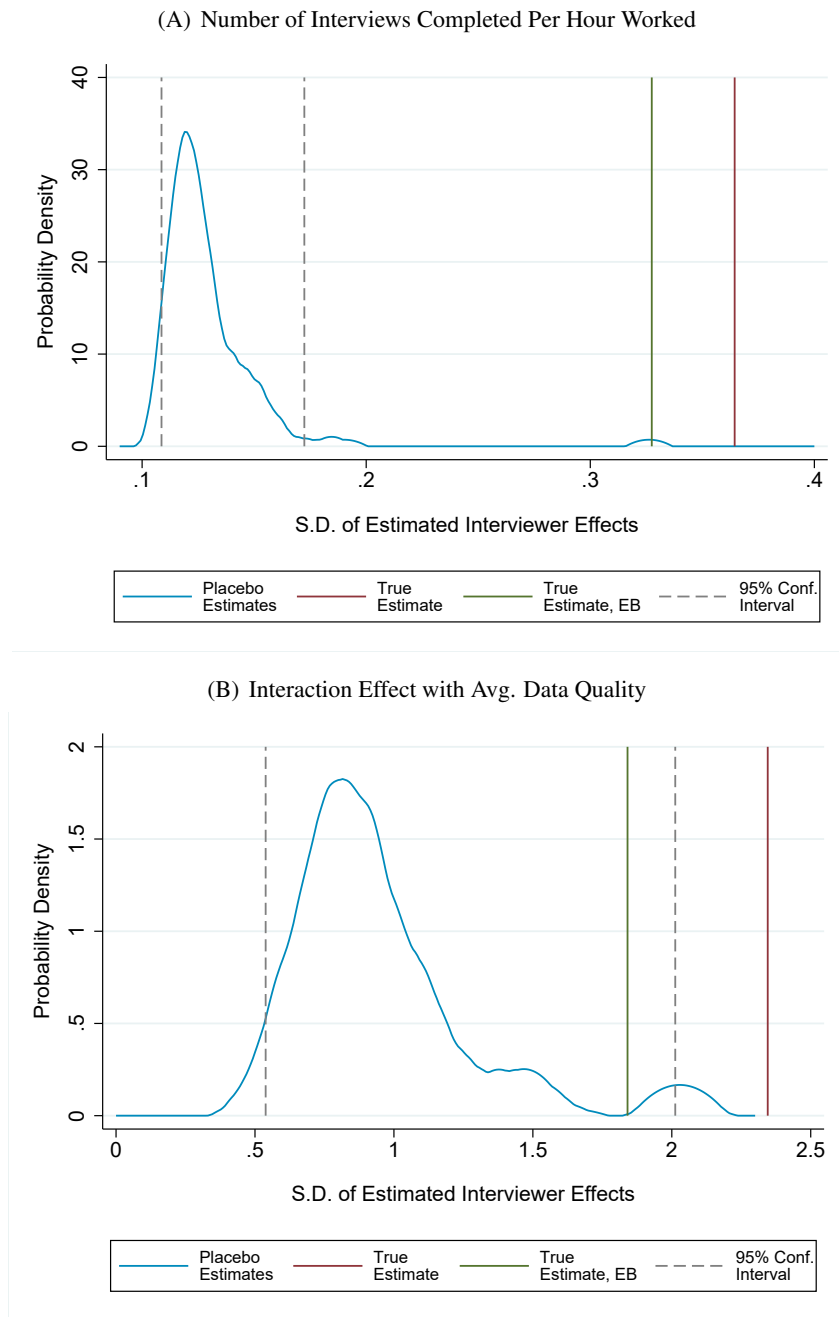 (A) Number of Interviews Completed Per Hour Worked
Probability Density
40
30
20
10
0
.1 .2 .3 .4
S.D. of Estimated Interviewer Effects
Placebo Estimates
True Estimate
True Estimate, EB
95% Conf. Interval
(B) Interaction Effect with Avg. Data Quality
Probability Density
2
1.5
1
.5
0
0 .5 1 1.5 2 2.5
S.D. of Estimated Interviewer Effects
Placebo Estimates
True Estimate
True Estimate, EB
95% Conf. Interval